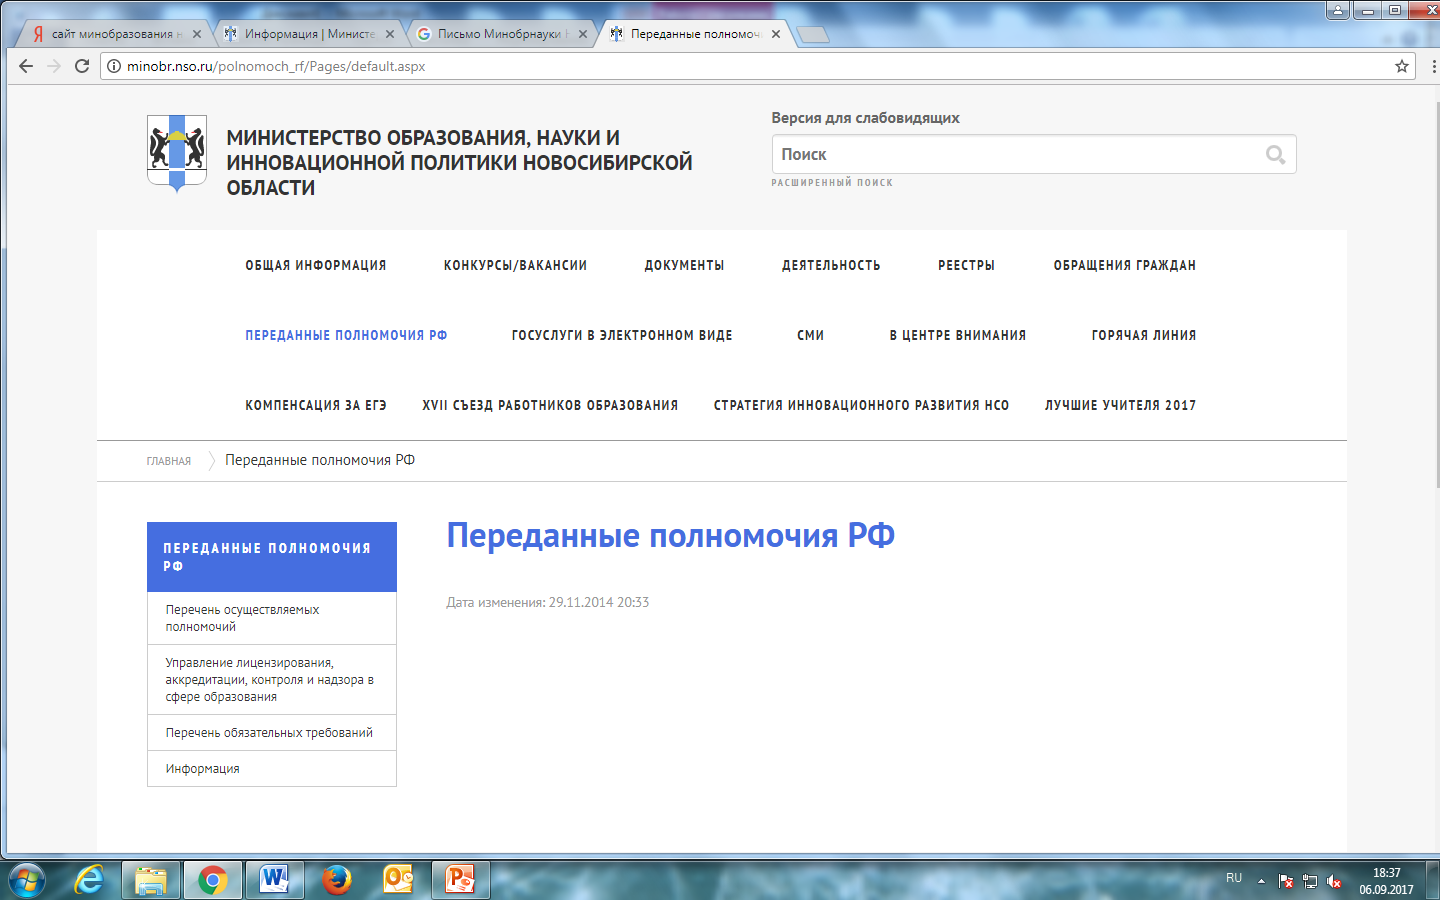 сайт минобразования н
Информация | Министе
Письмо Минобрнауки
Переданные полномоч
minobr.nso.ru/polnomoch_rf/Pages/default.aspx
МИНИСТЕРСТВО ОБРАЗОВАНИЯ, НАУКИ И
ИННОВАЦИОННОЙ ПОЛИТИКИ НОВОСИБИРСКОЙ
ОБЛАСТИ
Версия для слабовидящих
Поиск
РАСШИРЕННЫЙ ПОИСК
ОБЩАЯ ИНФОРМАЦИЯ КОНКУРСЫ/ВАКАНСИИ ДОКУМЕНТЫ ДЕЯТЕЛЬНОСТЬ РЕЕСТРЫ ОБРАЩЕНИЯ ГРАЖДАН
ПЕРЕДАННЫЕ ПОЛНОМОЧИЯ РФ ГОСУСЛУГИ В ЭЛЕКТРОННОМ ВИДЕ СМИ В ЦЕНТРЕ ВНИМАНИЯ ГОРЯЧАЯ ЛИНИЯ
КОМПЕНСАЦИЯ ЗА ЕГЭ XVII СЪЕЗД РАБОТНИКОВ ОБРАЗОВАНИЯ СТРАТЕГИЯ ИННОВАЦИОННОГО РАЗВИТИЯ НСО ЛУЧШИЕ УЧИТЕЛЯ 2017
ГЛАВНАЯ Переданные полномочия РФ
ПЕРЕДАННЫЕ ПОЛНОМОЧИЯ
РФ
Перечень осуществляемых
полномочий
Управление лицензирования,
аккредитации, контроля и надзора в
сфере образования
Перечень обязательных требований
Информация
Переданные полномочия РФ
Дата изменения: 29.11.2014 20:33
RU
18:37
06.09.2017